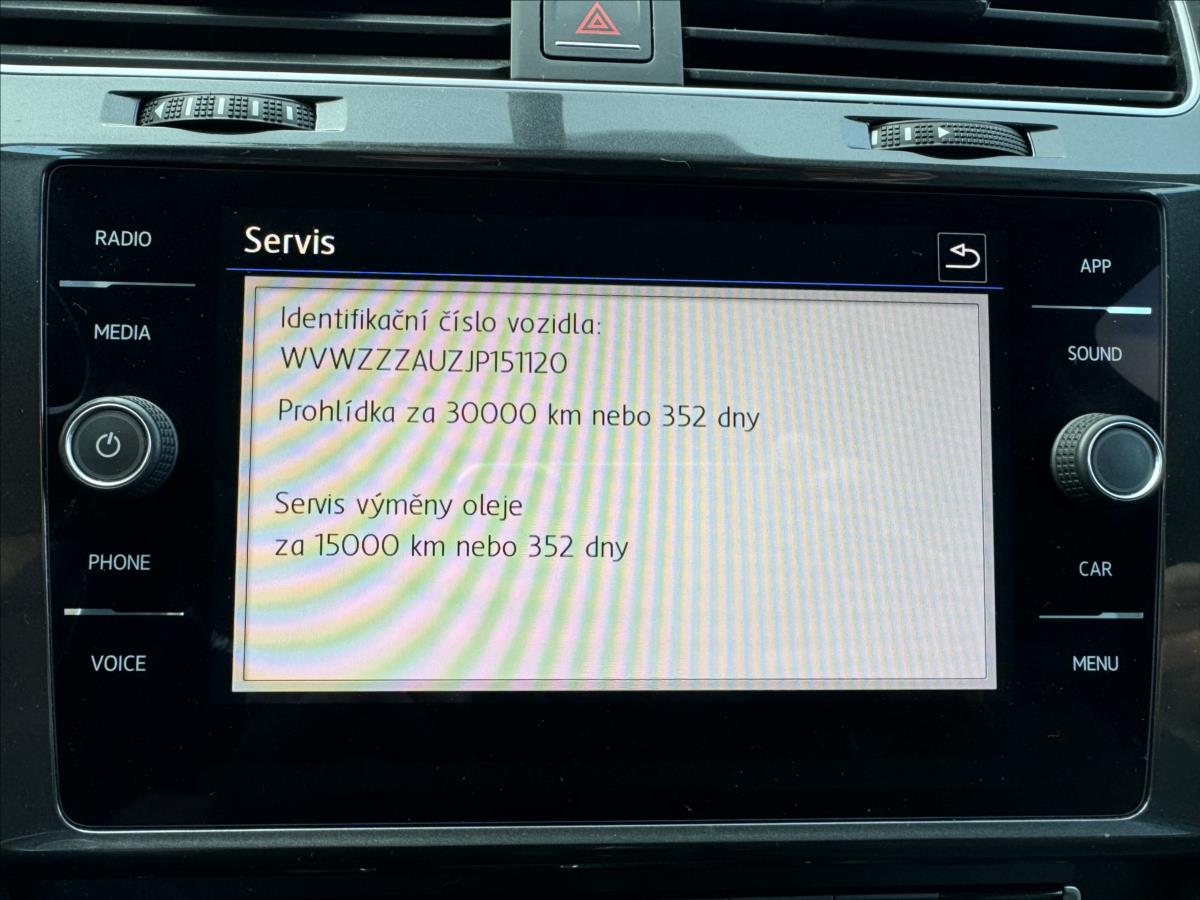 Servis
RADIO
MEDIA
PHONE
VOICE
Identifikační číslo vozidla:
WVWZZZAUZJP151120
Prohlídka za 30000 km nebo 352 dny
Servis výměny oleje
za 15000 km nebo 352 dny
APP
SOUND
CAR
MENU